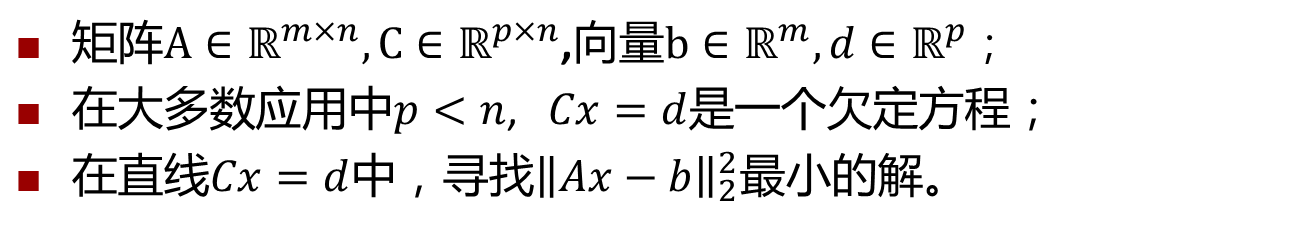 ▪ 矩阵A ∈ ℝ^{m×n}, C ∈ ℝ^{p×n},向量b ∈ ℝ^m, d ∈ ℝ^p；
▪ 在大多数应用中p < n, Cx = d是一个欠定方程；
▪ 在直线Cx = d中，寻找‖Ax − b‖_2^2最小的解。